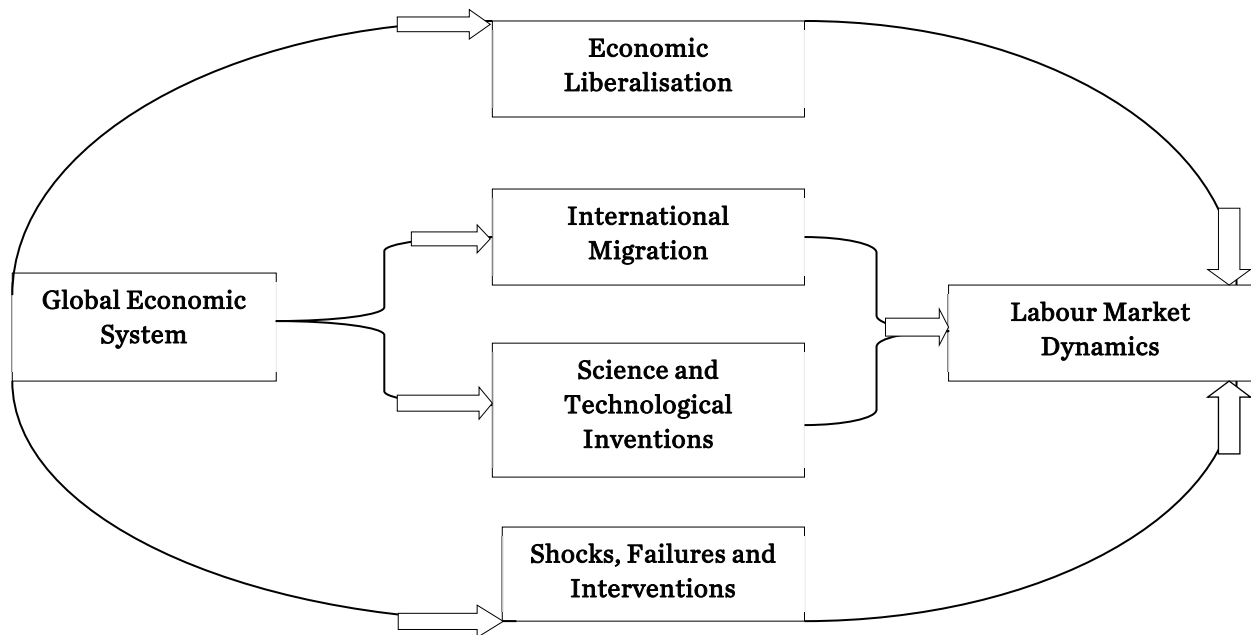 Economic
Liberalisation
International
Migration
Global Economic
System
Labour Market
Dynamics
Science and
Technological
Inventions
Shocks, Failures and
Interventions